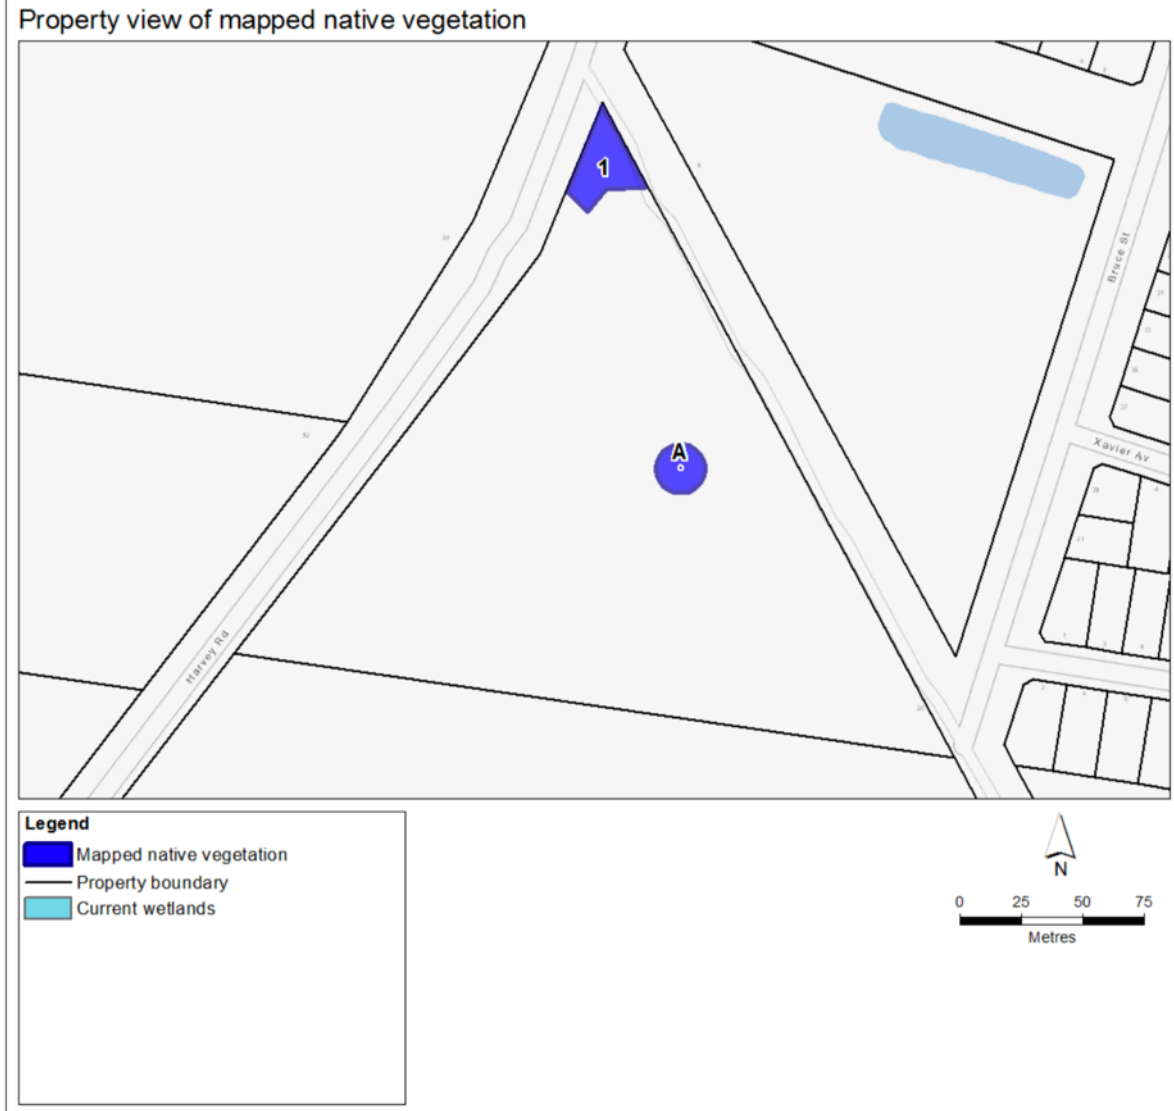 Property view of mapped native vegetation
1
Bruce St
A
Xavier Av
Harvey Rd
Legend
Mapped native vegetation
Property boundary
Current wetlands
N
0 25 50 75
Metres